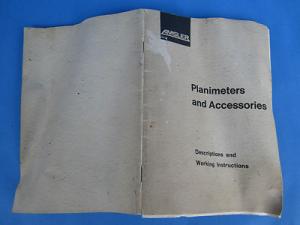 AMSLER
Planimeters
and Accessories
Descriptions and
Working Instructions